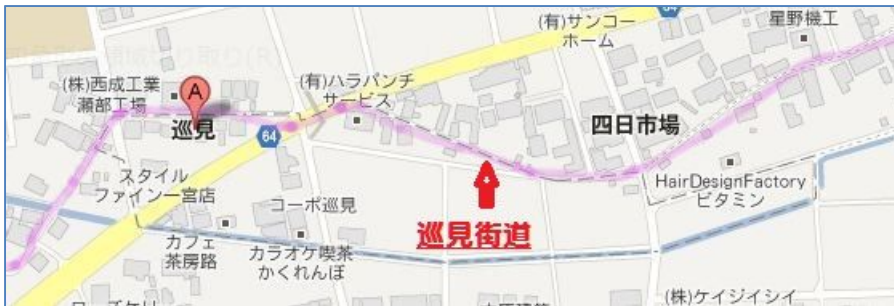 64
(有)サンコー
ホーム
星野機工
(株)西成工業
瀬部工場
A
(有)ハラパンチ
サービス
巡見
64
四日市場
スタイル
ファイン一宮店
HairDesignFactory
ビタミン
コーポ巡見
巡見街道
カフェ
茶房路
カラオケ喫茶
かくれんぼ
(株)ケイジイシイ